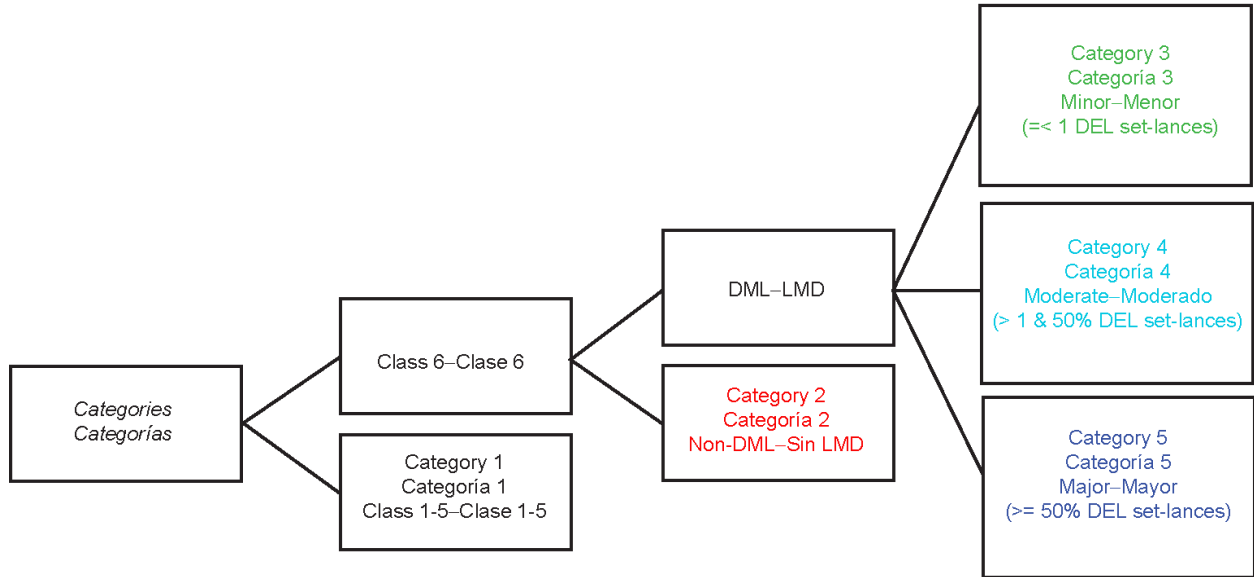 Categories
Categorías
Class 6–Clase 6
Category 1
Categoría 1
Class 1-5–Clase 1-5
DML–LMD
Category 2
Categoría 2
Non-DML–Sin LMD
Category 3
Categoría 3
Minor–Menor
(=< 1 DEL set-lances)
Category 4
Categoría 4
Moderate–Moderado
(> 1 & 50% DEL set-lances)
Category 5
Categoría 5
Major–Mayor
(>= 50% DEL set-lances)